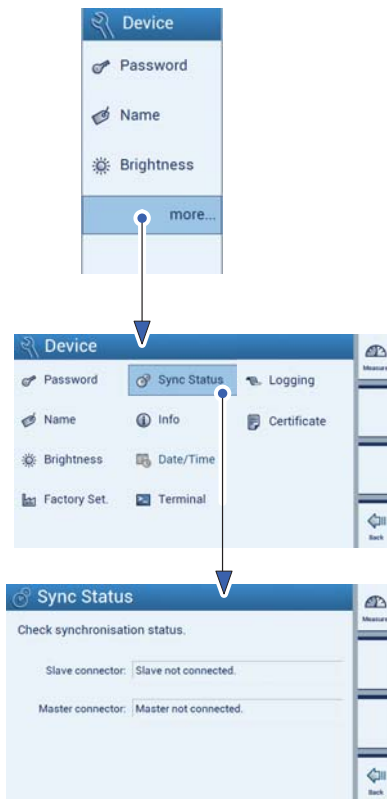 Device
Password
Name
Brightness
more...
Device
Password Sync Status Logging
Name Info Certificate
Brightness Date/Time
Factory Set. Terminal
Measure
Back
Sync Status
Check synchronisation status.
Slave connector: Slave not connected.
Master connector: Master not connected.
Measure
Back